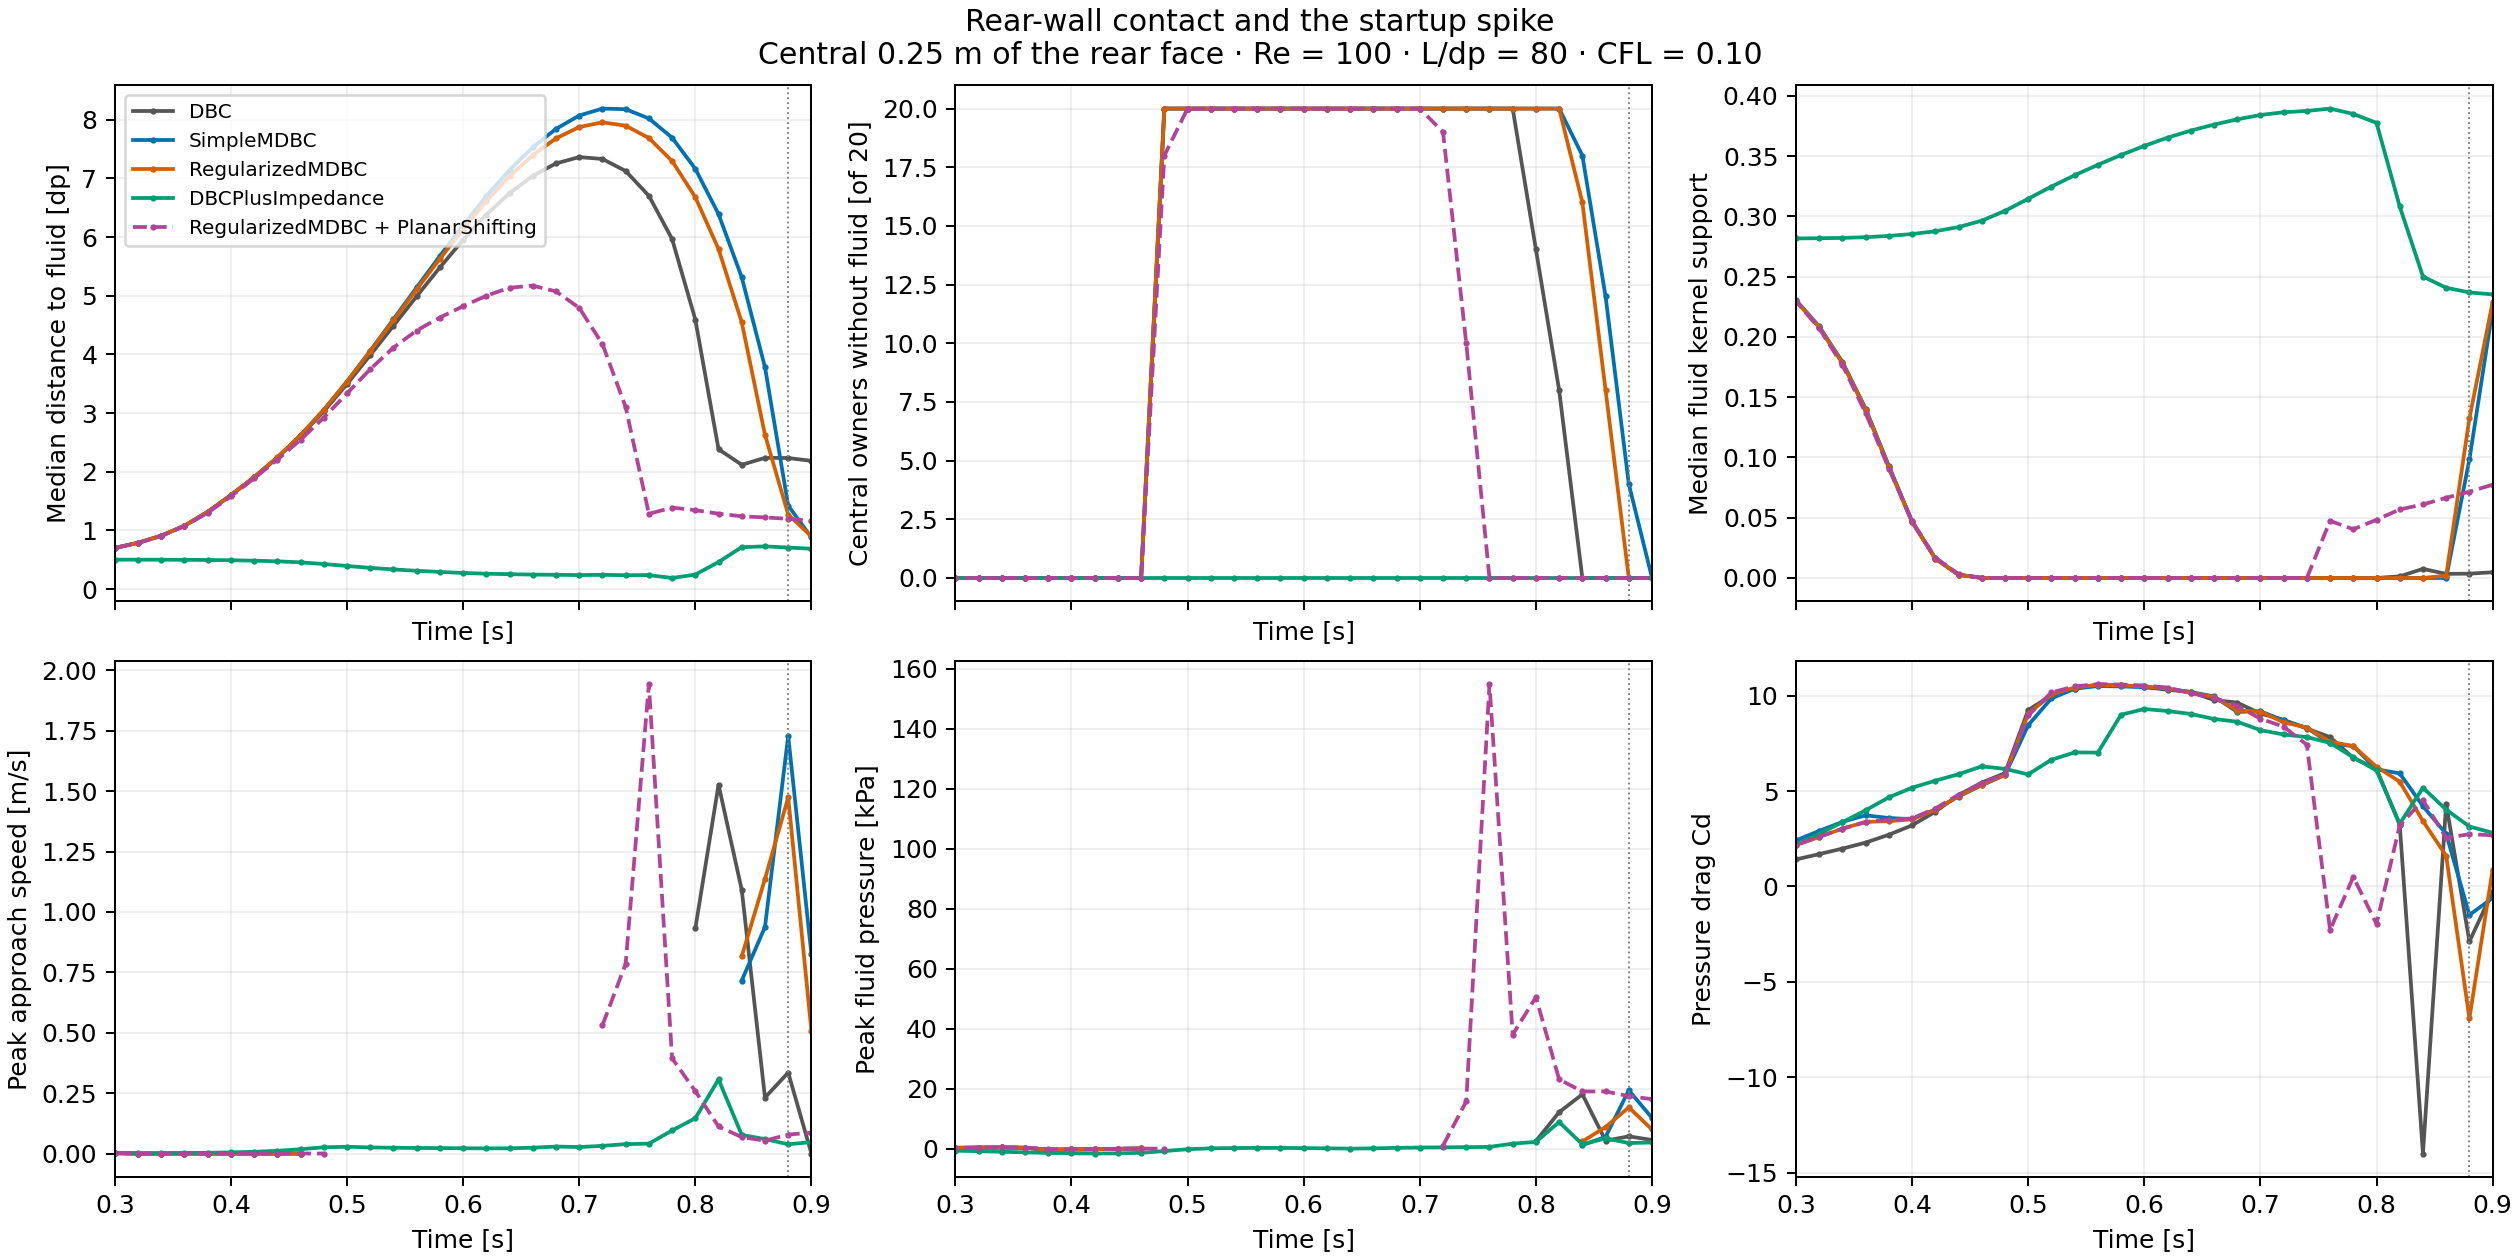 Rear-wall contact and the startup spike
Central 0.25 m of the rear face · Re = 100 · L/dp = 80 · CFL = 0.10
Median distance to fluid [dp]
8
7
6
5
4
3
2
1
0
DBC
SimpleMDBC
RegularizedMDBC
DBCPlusImpedance
RegularizedMDBC + PlanarShifting
Time [s]
Central owners without fluid [of 20]
20.0
17.5
15.0
12.5
10.0
7.5
5.0
2.5
0.0
Time [s]
Median fluid kernel support
0.40
0.35
0.30
0.25
0.20
0.15
0.10
0.05
0.00
Time [s]
Peak approach speed [m/s]
2.00
1.75
1.50
1.25
1.00
0.75
0.50
0.25
0.00
0.3 0.4 0.5 0.6 0.7 0.8 0.9
Time [s]
Peak fluid pressure [kPa]
160
140
120
100
80
60
40
20
0
0.3 0.4 0.5 0.6 0.7 0.8 0.9
Time [s]
Pressure drag Cd
10
5
0
−5
−10
−15
0.3 0.4 0.5 0.6 0.7 0.8 0.9
Time [s]